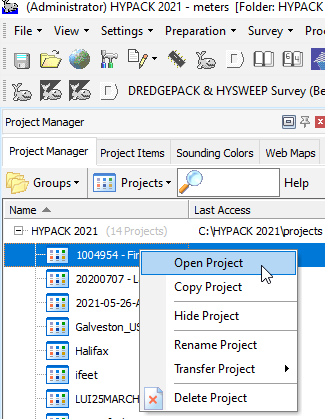 (Administrator) HYPACK 2021 - meters [Folder: HYPACK
File View Settings Preparation Survey
DREDGEPACK & HYSWEEP Survey (Be
Project Manager
Project Manager Project Items Sounding Colors Web Maps
Groups Projects Help
Name Last Access
HYPACK 2021 (14 Projects) C:\HYPACK 2021\projects
1004954 - Fir
Open Project
20200707 - L
Copy Project
2021-05-26-A
Galveston_US
Hide Project
Halifax
Rename Project
ifeet
Transfer Project
LUI25MARCH
Delete Project